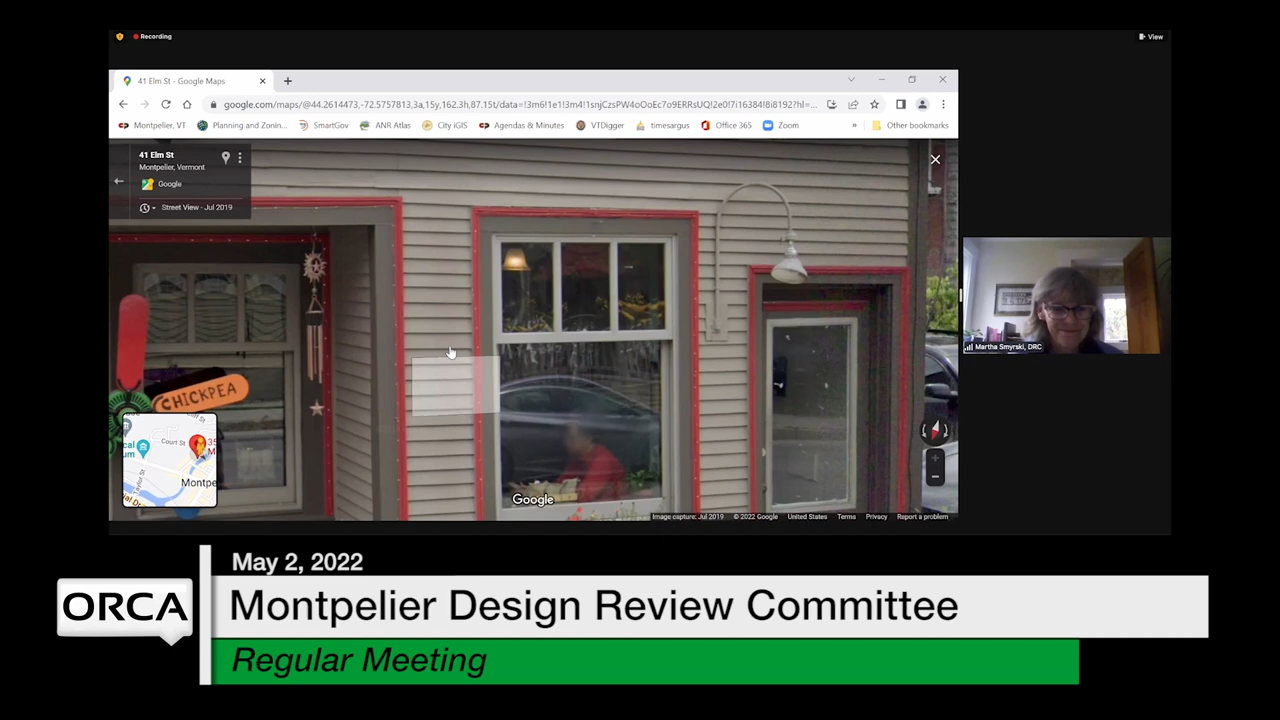 Recording
View
41 Elm St - Google Maps
google.com/maps/@44.2614473,-72.5757813,3a,15y,162.3h,87.15t/data=!3m6!1e1!3m4!1snjCzsPW4oOoEc7o9ERRsUQ!2e0!7i16384!8i8192?hl=...
Montpelier, VT
Planning and Zonin...
SmartGov
ANR Atlas
City iGIS
Agendas & Minutes
VTDigger
timesargus
Office 365
Zoom
»
Other bookmarks
41 Elm St
Montpelier, Vermont
Google
Street View - Jul 2019
CHICKPEA
Court St
Montpe
Google
Image capture: Jul 2019 © 2022 Google United States Terms Privacy Report a problem
Martha Smyrski, DRC
May 2, 2022
ORCA
Montpelier Design Review Committee
Regular Meeting